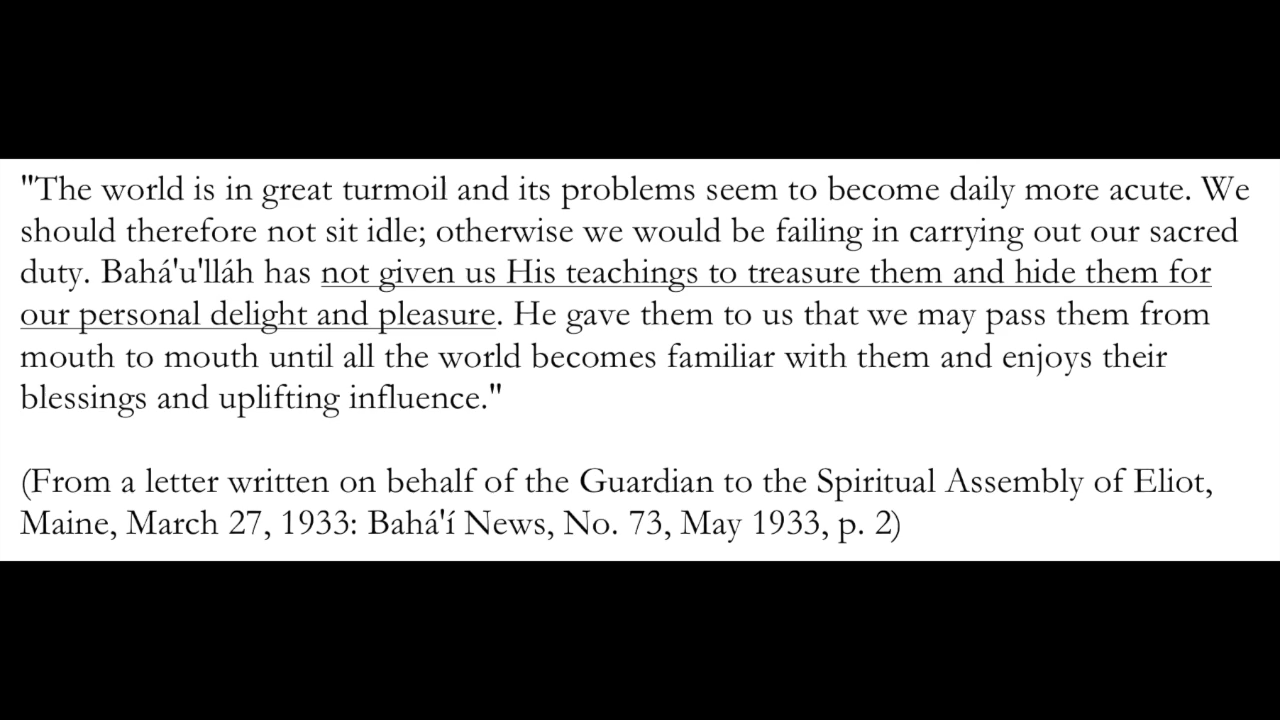 "The world is in great turmoil and its problems seem to become daily more acute. We
should therefore not sit idle; otherwise we would be failing in carrying out our sacred
duty. Bahá'u'lláh has not given us His teachings to treasure them and hide them for
our personal delight and pleasure. He gave them to us that we may pass them from
mouth to mouth until all the world becomes familiar with them and enjoys their
blessings and uplifting influence."
(From a letter written on behalf of the Guardian to the Spiritual Assembly of Eliot,
Maine, March 27, 1933: Bahá'í News, No. 73, May 1933, p. 2)